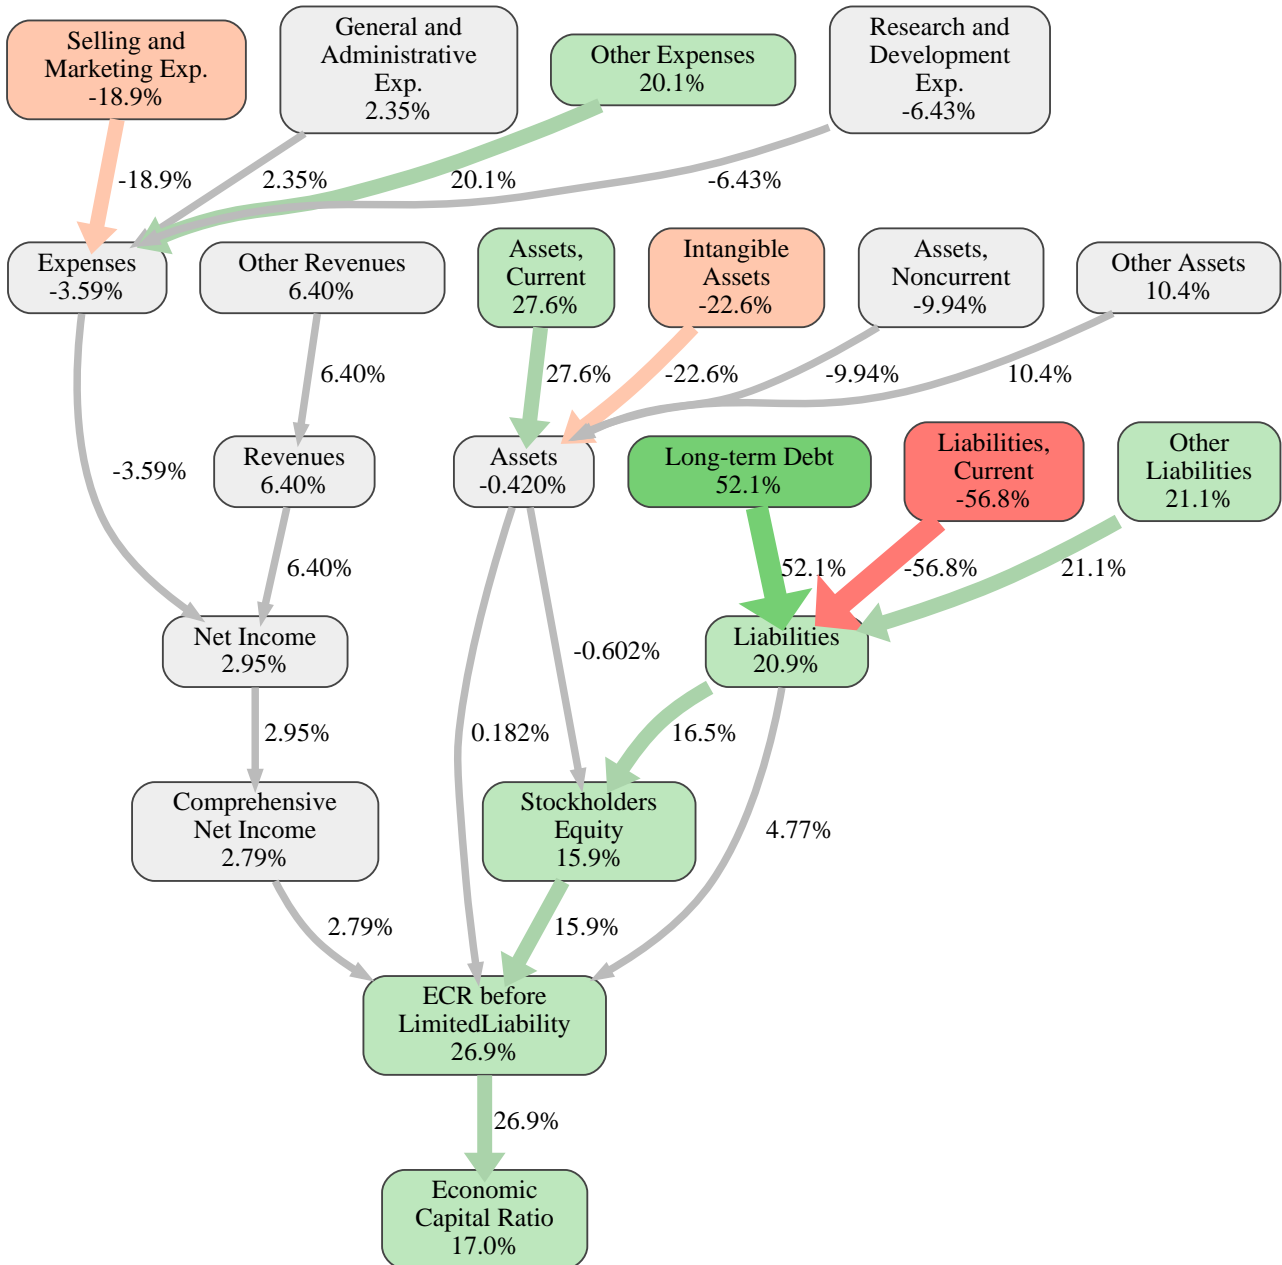 Selling and
Marketing Exp.
-18.9%
General and
Administrative
Exp.
2.35%
Other Expenses
20.1%
Research and
Development
Exp.
-6.43%
-18.9%
2.35%
20.1%
-6.43%
Expenses
-3.59%
Other Revenues
6.40%
Assets,
Current
27.6%
Intangible
Assets
-22.6%
Assets,
Noncurrent
-9.94%
Other Assets
10.4%
6.40%
27.6%
-22.6%
-9.94%
10.4%
-3.59%
Revenues
6.40%
Assets
-0.420%
Long-term Debt
52.1%
Liabilities,
Current
-56.8%
Other
Liabilities
21.1%
6.40%
52.1%
-56.8%
21.1%
Net Income
2.95%
-0.602%
Liabilities
20.9%
2.95%
0.182%
16.5%
Comprehensive
Net Income
2.79%
Stockholders
Equity
15.9%
4.77%
2.79%
15.9%
ECR before
LimitedLiability
26.9%
26.9%
Economic
Capital Ratio
17.0%